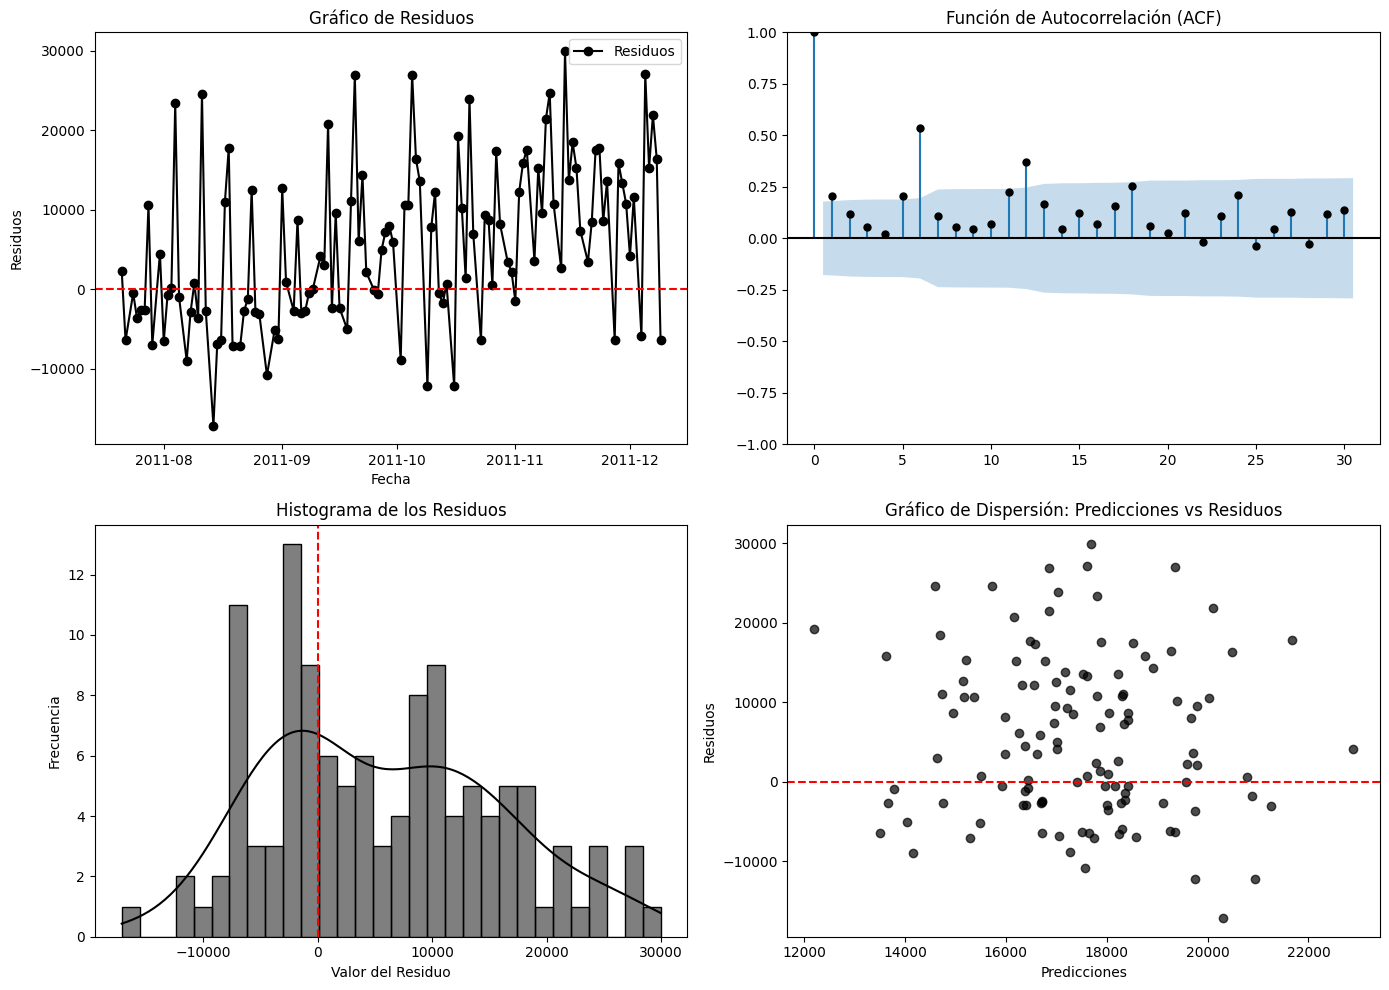 Gráfico de Residuos
Residuos
30000
20000
10000
0
−10000
Residuos
2011-08 2011-09 2011-10 2011-11 2011-12
Fecha
Función de Autocorrelación (ACF)
1.00
0.75
0.50
0.25
0.00
−0.25
−0.50
−0.75
−1.00
0 5 10 15 20 25 30
Histograma de los Residuos
12
10
8
6
4
2
0
Frecuencia
−10000 0 10000 20000 30000
Valor del Residuo
Gráfico de Dispersión: Predicciones vs Residuos
30000
20000
10000
0
−10000
Residuos
12000 14000 16000 18000 20000 22000
Predicciones